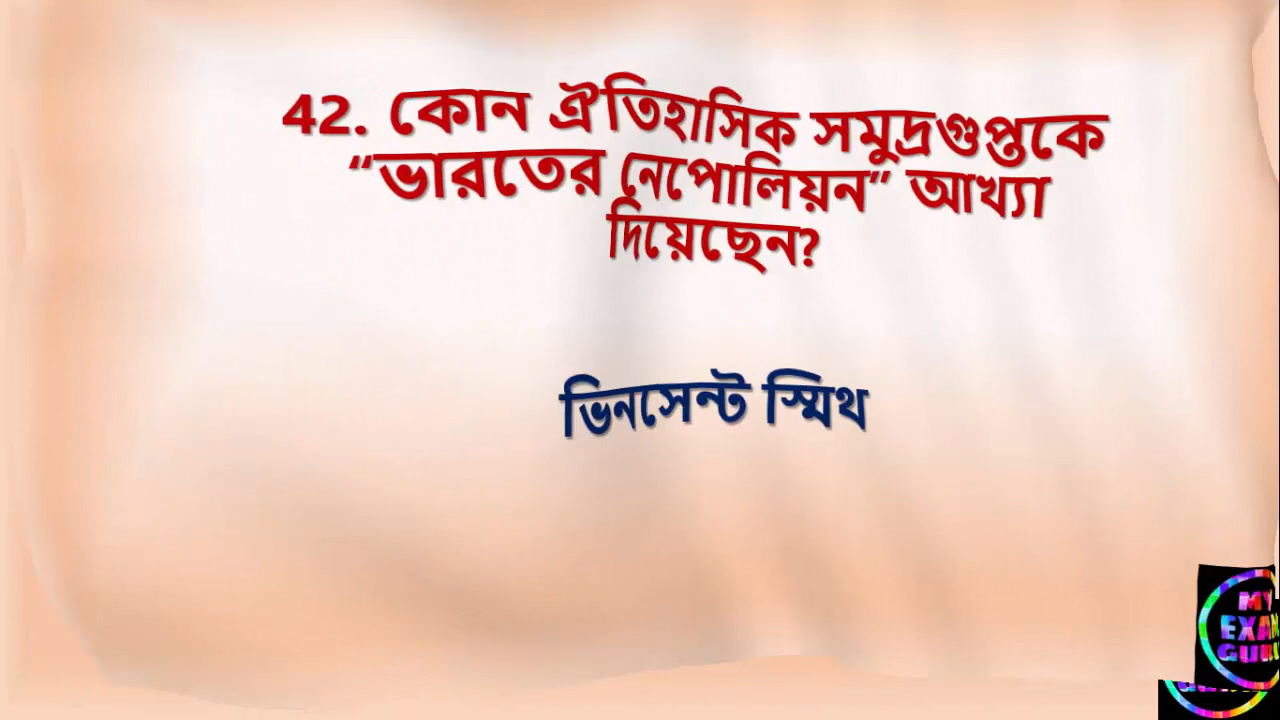 42. কোন ঐতিহাসিক সমুদ্রগুপ্তকে
“ভারতের নেপোলিয়ন” আখ্যা
দিয়েছেন?
ভিনসেন্ট স্মিথ
MY
EXAM
GURU